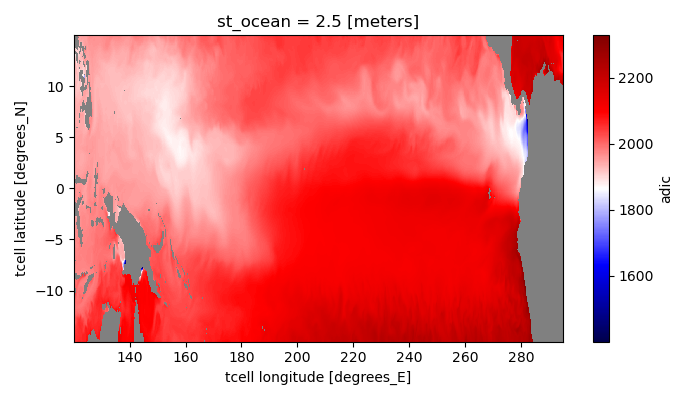 st_ocean = 2.5 [meters]
10
5
0
−5
−10
tcell latitude [degrees_N]
140 160 180 200 220 240 260 280
tcell longitude [degrees_E]
2200
2000
1800
1600
adic